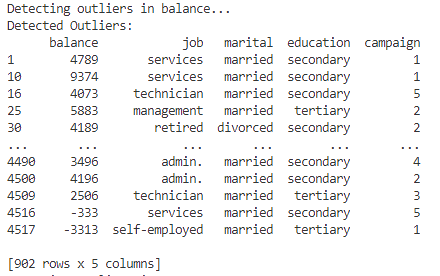 Detecting outliers in balance...
Detected Outliers:
balance job marital education campaign
1 4789 services married secondary 1
10 9374 services married secondary 1
16 4073 technician married secondary 5
25 5883 management married tertiary 2
30 4189 retired divorced secondary 2
... ... ... ... ... ...
4490 3496 admin. married secondary 4
4500 4196 admin. married secondary 2
4509 2506 technician married tertiary 3
4516 -333 services married secondary 5
4517 -3313 self-employed married tertiary 1
[902 rows x 5 columns]